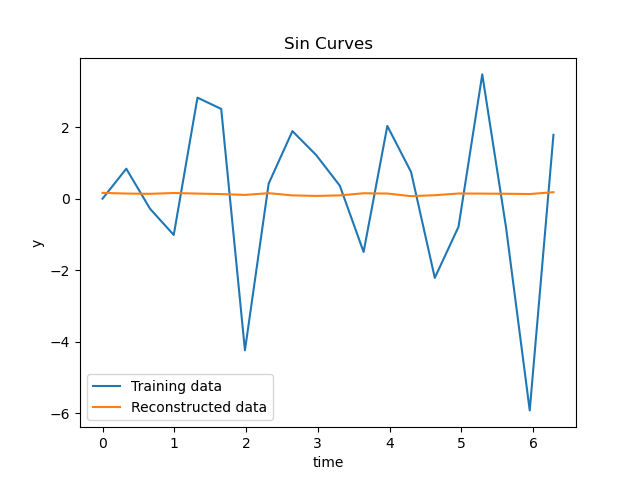 Sin Curves
y
2
0
−2
−4
−6
Training data
Reconstructed data
0 1 2 3 4 5 6
time